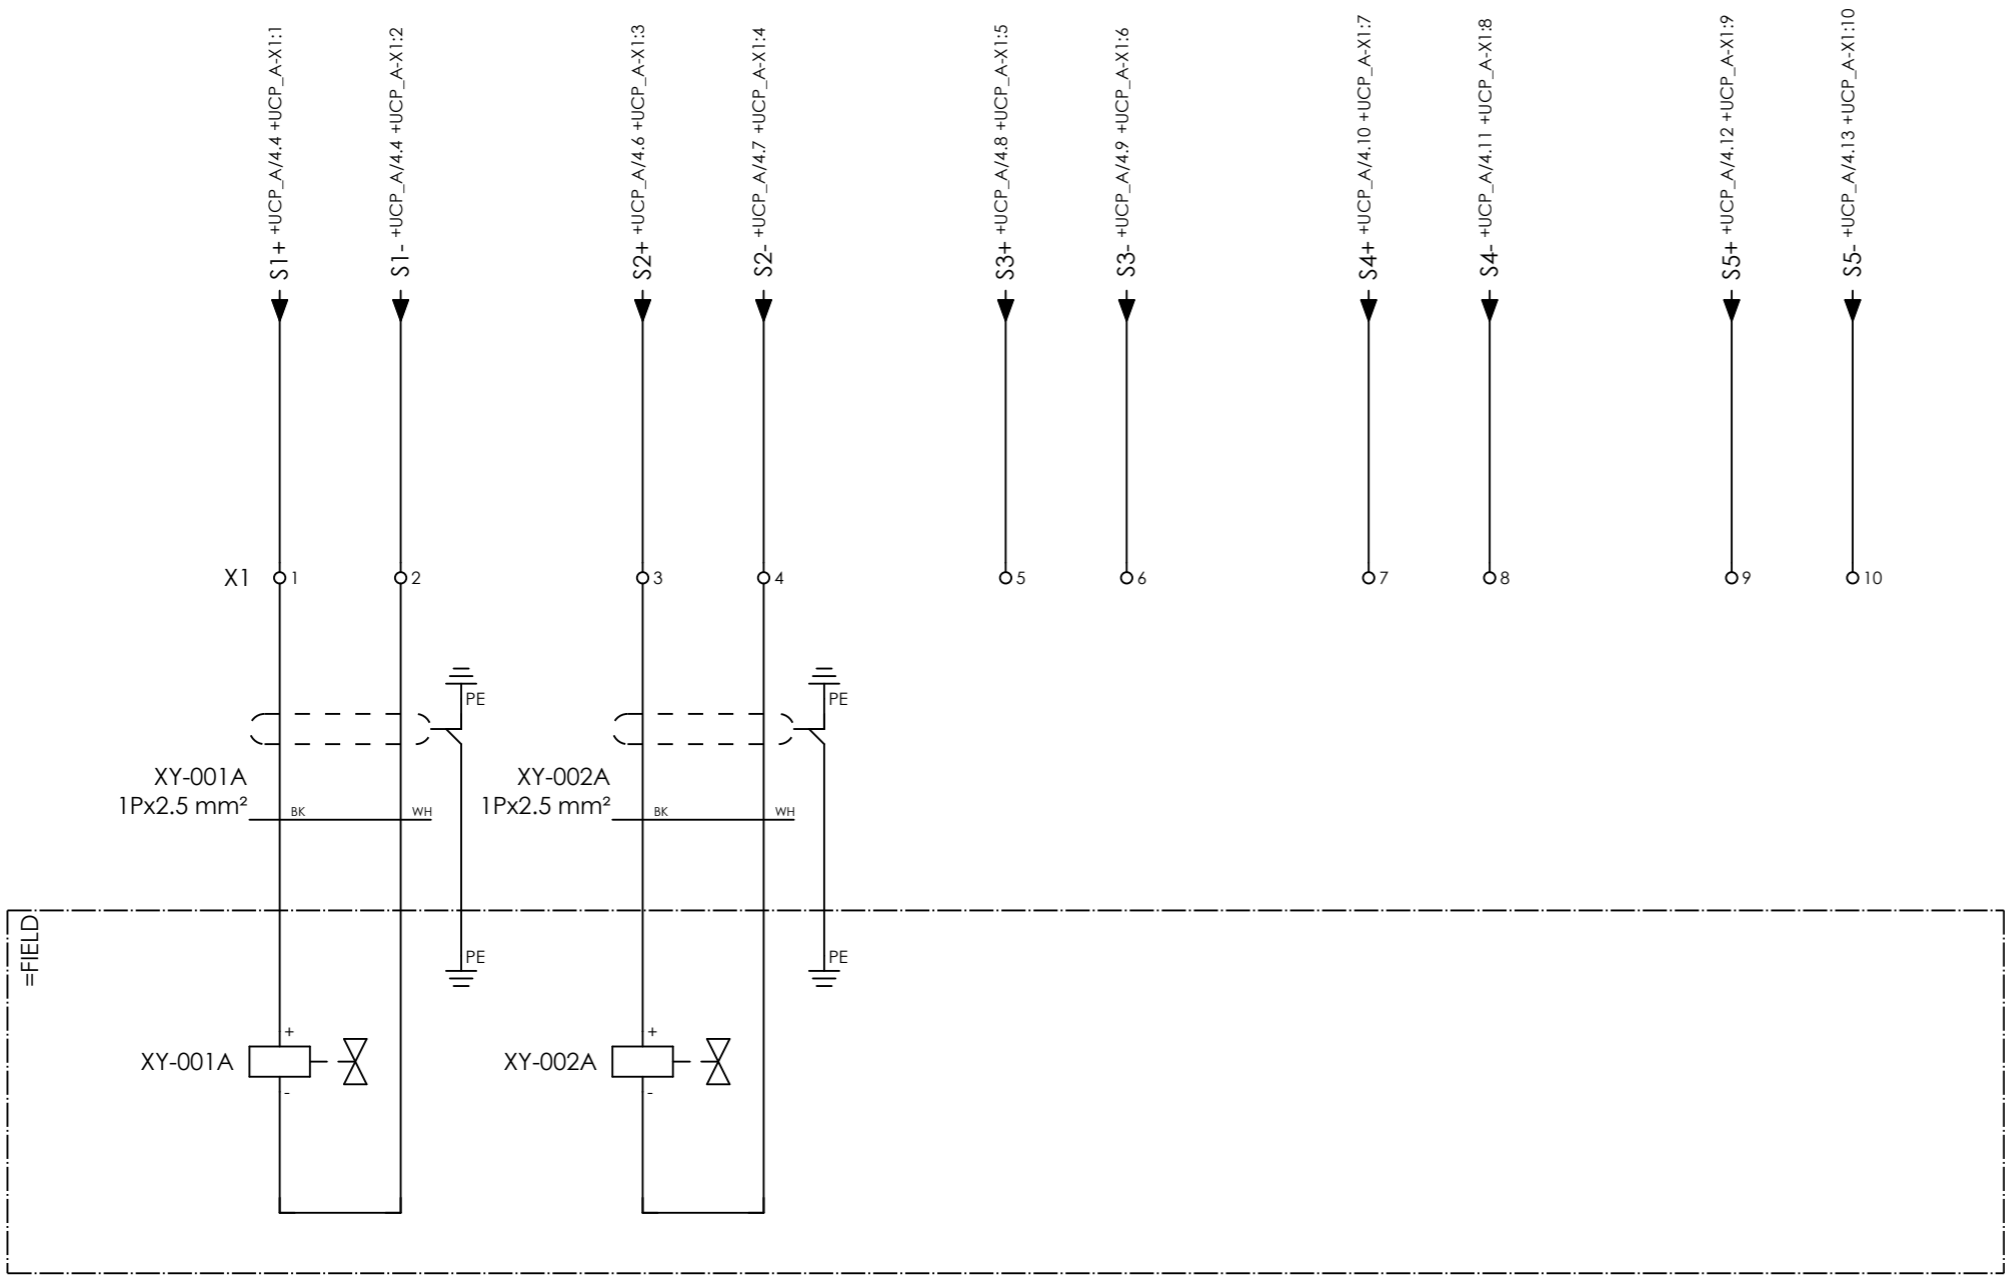 S1+ +UCP_A/4.4 +UCP_A-X1:1
S1- +UCP_A/4.4 +UCP_A-X1:2
S2+ +UCP_A/4.6 +UCP_A-X1:3
S2- +UCP_A/4.7 +UCP_A-X1:4
S3+ +UCP_A/4.8 +UCP_A-X1:5
S3- +UCP_A/4.9 +UCP_A-X1:6
S4+ +UCP_A/4.10 +UCP_A-X1:7
S4- +UCP_A/4.11 +UCP_A-X1:8
S5+ +UCP_A/4.12 +UCP_A-X1:9
S5- +UCP_A/4.13 +UCP_A-X1:10
X1 1 2 3 4 5 6 7 8 9 10
PE PE
XY-001A
1Px2.5 mm²
BK WH
XY-002A
1Px2.5 mm²
BK WH
=FIELD
PE PE
+ +
XY-001A
XY-002A
- -